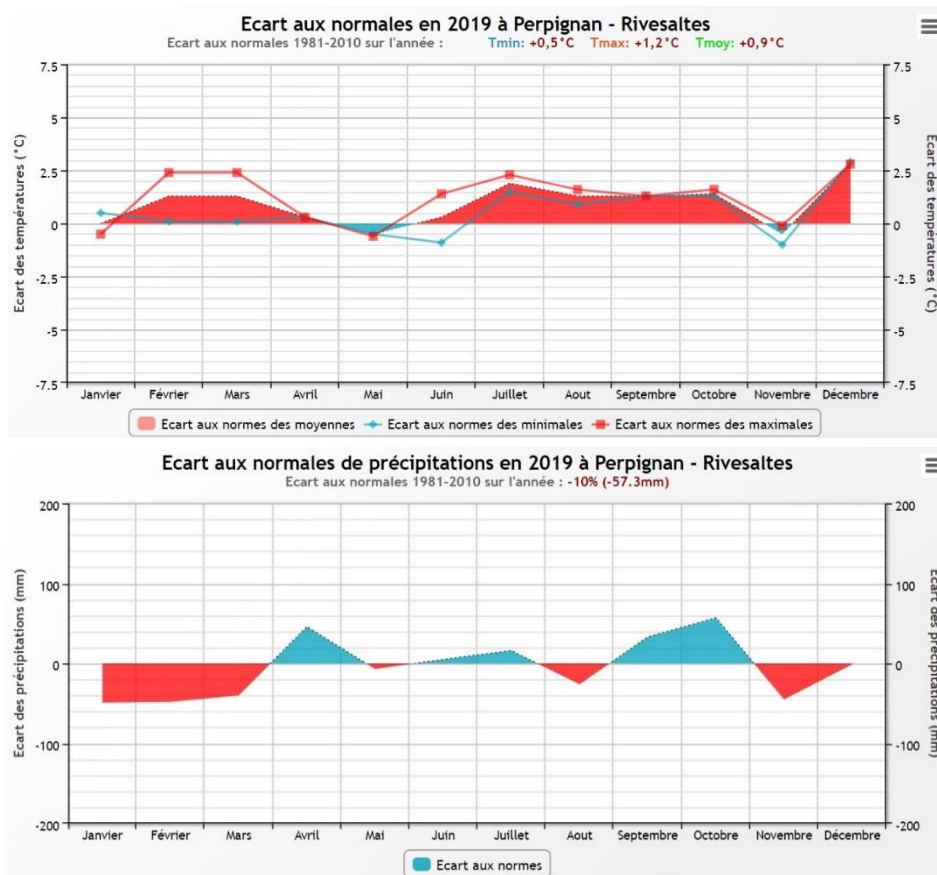 Ecart aux normales en 2019 à Perpignan - Rivesaltes
Ecart aux normales 1981-2010 sur l'année : Tmin: +0,5°C Tmax: +1,2°C Tmoy: +0,9°C
Ecart des températures (°C)
7.5
5
2.5
0
-2.5
-5
-7.5
7.5
5
2.5
0
-2.5
-5
-7.5
Ecart des températures (°C)
Janvier Février Mars Avril Mai Juin Juillet Aout Septembre Octobre Novembre Décembre
Ecart aux normes des moyennes Ecart aux normes des minimales Ecart aux normes des maximales
Ecart aux normales de précipitations en 2019 à Perpignan - Rivesaltes
Ecart aux normales 1981-2010 sur l'année : -10% (-57.3mm)
Ecart des précipitations (mm)
200
100
0
-100
-200
200
100
0
-100
-200
Ecart des précipitations (mm)
Janvier Février Mars Avril Mai Juin Juillet Aout Septembre Octobre Novembre Décembre
Ecart aux normes